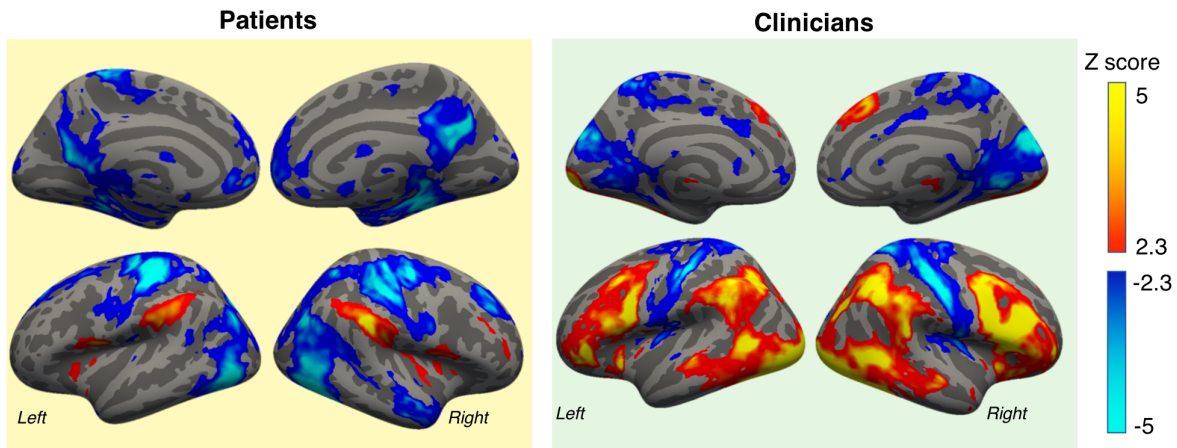 Patients
Clinicians
Z score
5
2.3
-2.3
-5
Left
Right
Left
Right